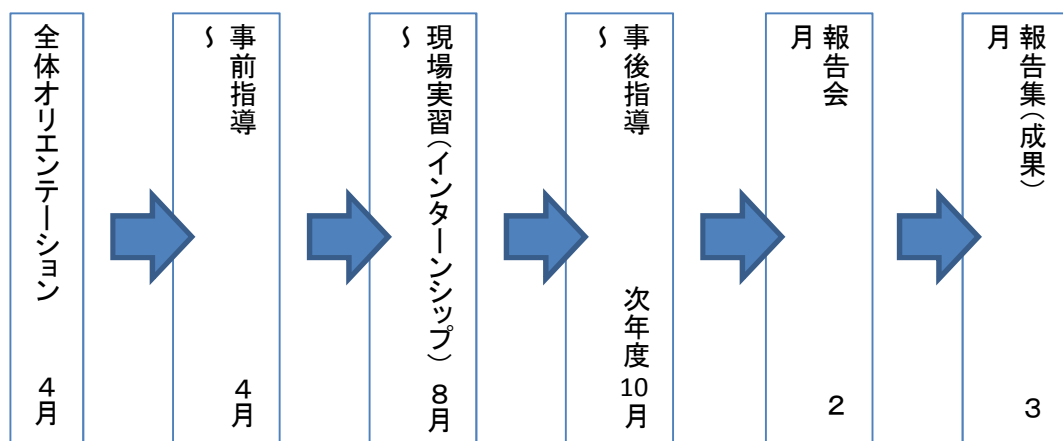 全体オリエンテーション　4月
事前指導　4月
～
現場実習(インターンシップ)　8月
～
事後指導　次年度10月
～
報告会　2
月
報告集(成果)　3
月